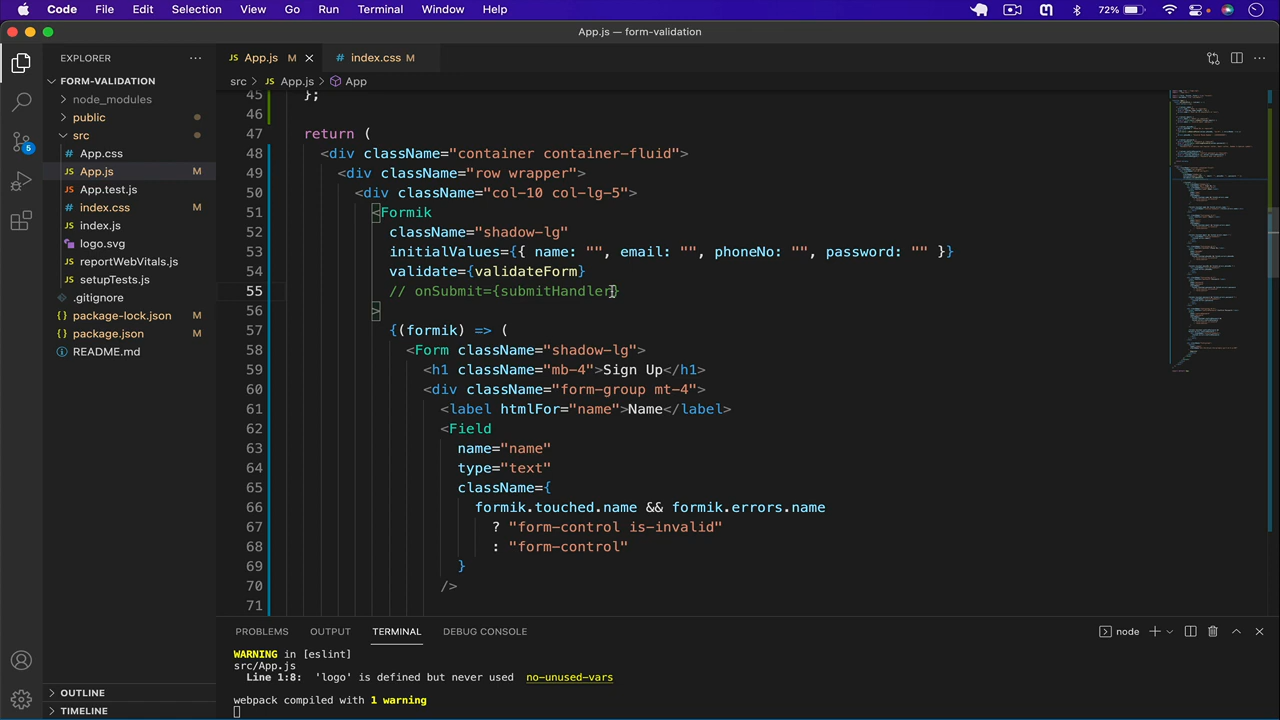 Code File Edit Selection View Go Run Terminal Window Help 72%
App.js — form-validation
EXPLORER
JS App.js M
# index.css M
src > JS App.js > App
FORM-VALIDATION
node_modules
public
src
# App.css
JS App.js M
JS App.test.js
# index.css M
JS index.js
logo.svg
JS reportWebVitals.js
JS setupTests.js
.gitignore
package-lock.json M
package.json M
README.md
OUTLINE
TIMELINE
5
45 };
46
47 return (
48 <div className="container container-fluid">
49 <div className="row wrapper">
50 <div className="col-10 col-lg-5">
51 <Formik
52 className="shadow-lg"
53 initialValues={{ name: "", email: "", phoneNo: "", password: "" }}
54 validate={validateForm}
55 // onSubmit={submitHandler}
56 >
57 {(formik) => (
58 <Form className="shadow-lg">
59 <h1 className="mb-4">Sign Up</h1>
60 <div className="form-group mt-4">
61 <label htmlFor="name">Name</label>
62 <Field
63 name="name"
64 type="text"
65 className={
66 formik.touched.name && formik.errors.name
67 ? "form-control is-invalid"
68 : "form-control"
69 }
70 />
71
PROBLEMS OUTPUT TERMINAL DEBUG CONSOLE
node
WARNING in [eslint]
src/App.js
Line 1:8: 'logo' is defined but never used no-unused-vars
webpack compiled with 1 warning